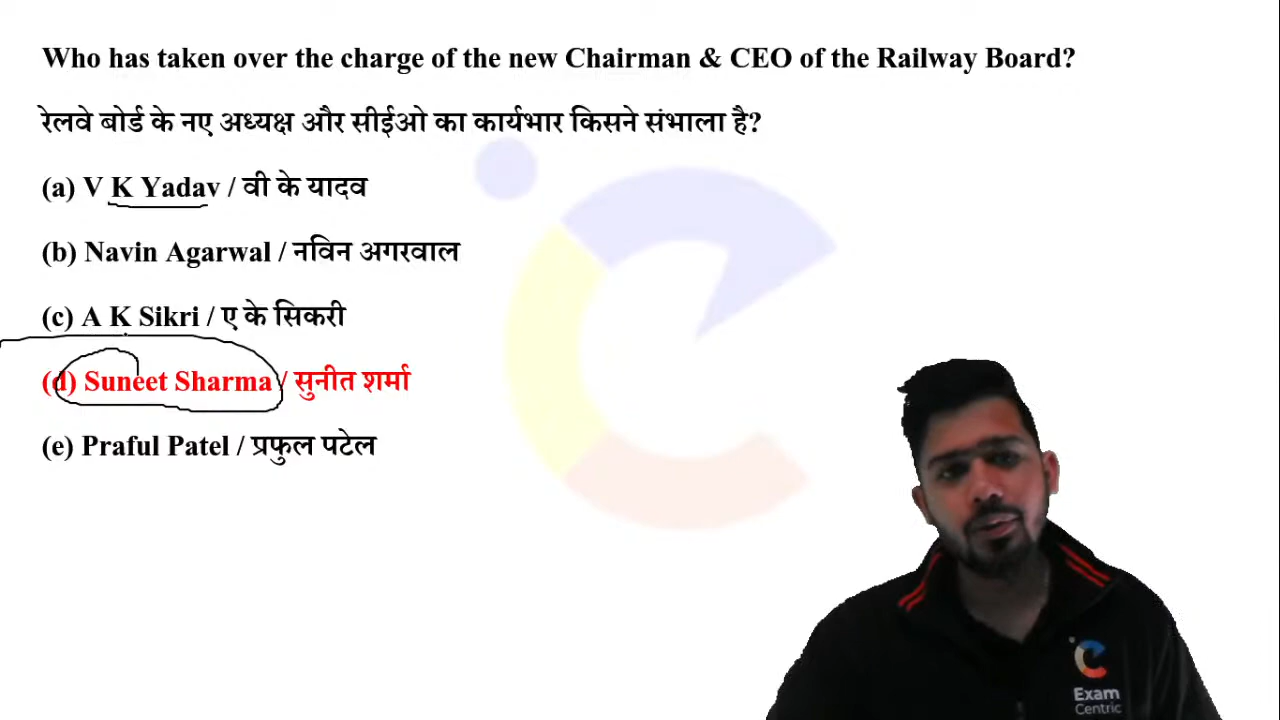 Who has taken over the charge of the new Chairman & CEO of the Railway Board?
रेलवे बोर्ड के नए अध्यक्ष और सीईओ का कार्यभार किसने संभाला है?
(a) V K Yadav / वी के यादव
(b) Navin Agarwal / नविन अगरवाल
(c) A K Sikri / ए के सिकरी
(d) Suneet Sharma / सुनीत शर्मा
(e) Praful Patel / प्रफुल पटेल
Exam
Centric